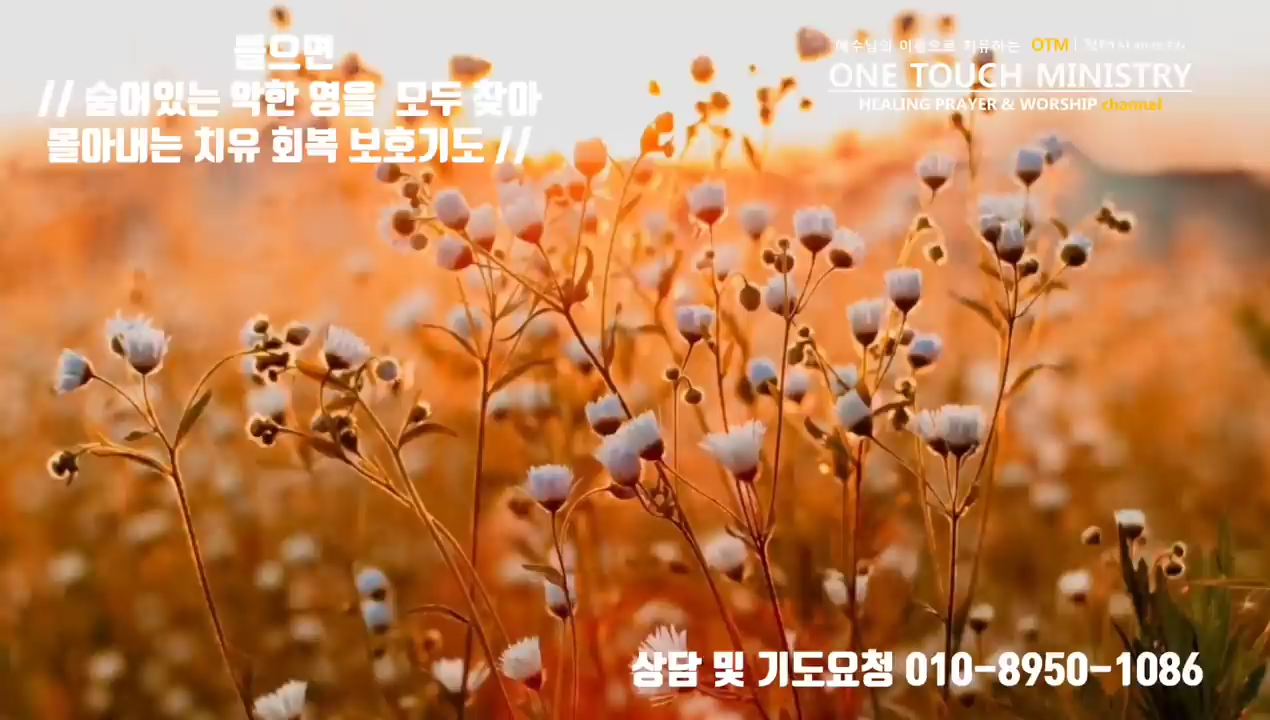 들으면
// 숨어있는 악한 영을 모두 찾아
몰아내는 치유 회복 보호기도 //
예수님의 이름으로 치유하는 OTM |
ONE TOUCH MINISTRY
HEALING PRAYER & WORSHIP channel
상담 및 기도요청 010-8950-1086